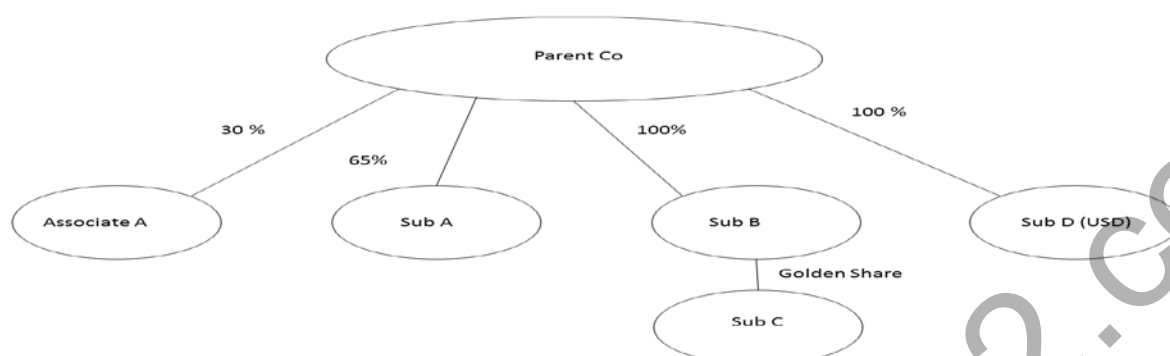 Parent Co
30 %
65%
100%
100 %
Associate A
Sub A
Sub B
Sub D (USD)
Golden Share
Sub C